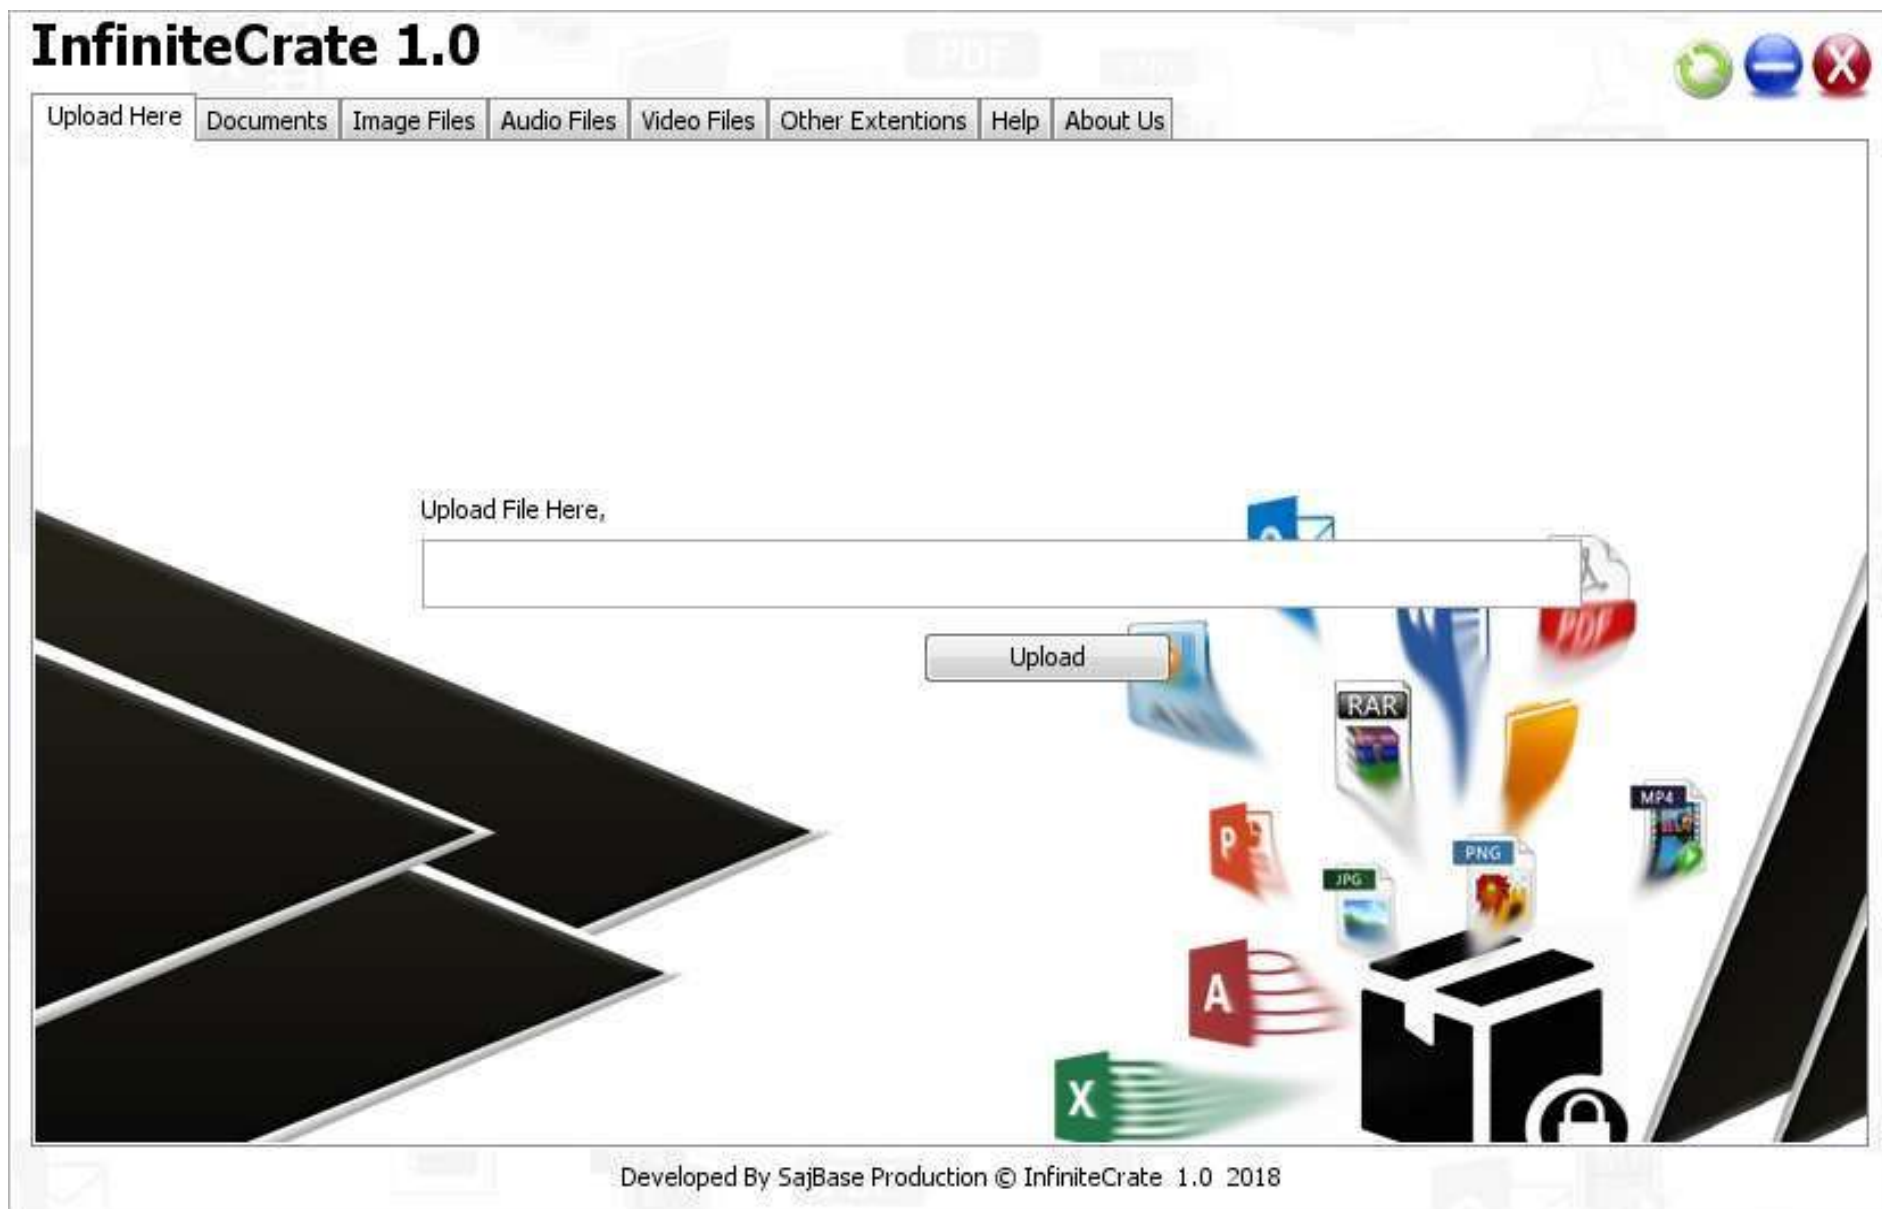 InfiniteCrate 1.0
Upload Here Documents Image Files Audio Files Video Files Other Extentions Help About Us
Upload File Here,
Upload
PDF
RAR
MP4
P
PNG
JPG
A
X
Developed By SajBase Production © InfiniteCrate 1.0 2018